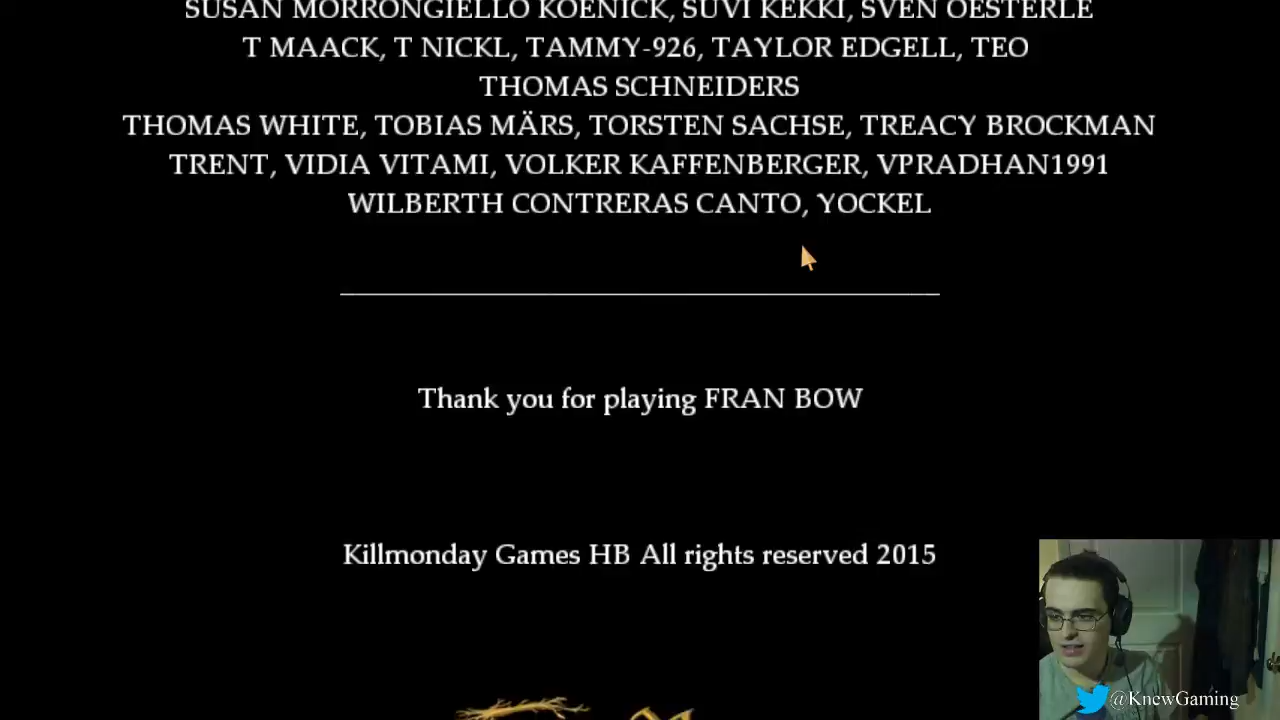 SUSAN MORRONGIELLO KOENICK, SUVI KEKKI, SVEN OESTERLE
T MAACK, T NICKL, TAMMY-926, TAYLOR EDGELL, TEO
THOMAS SCHNEIDERS
THOMAS WHITE, TOBIAS MÄRS, TORSTEN SACHSE, TREACY BROCKMAN
TRENT, VIDIA VITAMI, VOLKER KAFFENBERGER, VPRADHAN1991
WILBERTH CONTRERAS CANTO, YOCKEL
Thank you for playing FRAN BOW
Killmonday Games HB All rights reserved 2015
@KnewGaming